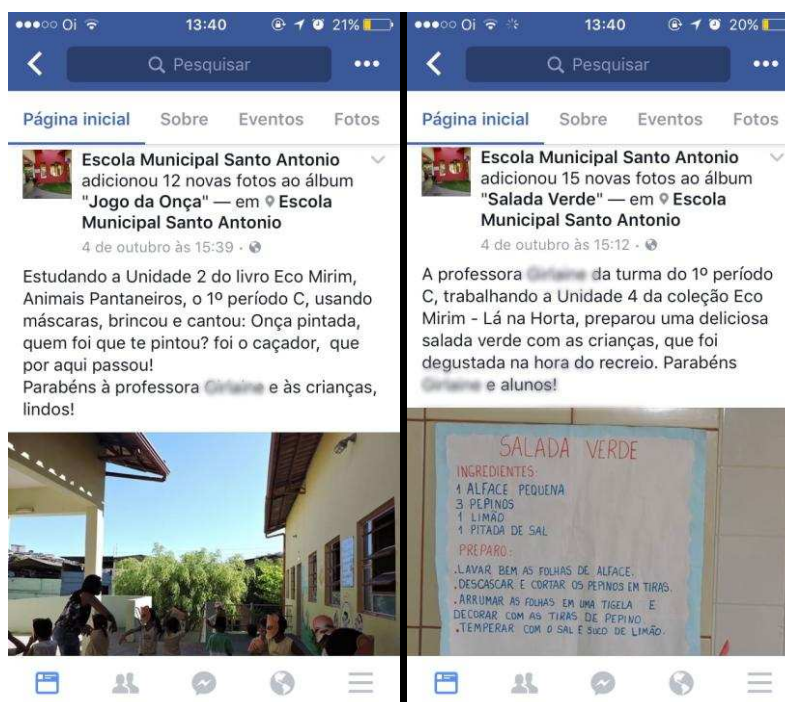 Oi 13:40 21%
Pesquisar
Página inicial Sobre Eventos Fotos
Escola Municipal Santo Antonio
adicionou 12 novas fotos ao álbum
"Jogo da Onça" — em Escola
Municipal Santo Antonio
4 de outubro às 15:39 ·
Estudando a Unidade 2 do livro Eco Mirim,
Animais Pantaneiros, o 1º período C, usando
máscaras, brincou e cantou: Onça pintada,
quem foi que te pintou? foi o caçador, que
por aqui passou!
Parabéns à professora e às crianças,
lindos!
Oi 13:40 20%
Pesquisar
Página inicial Sobre Eventos Fotos
Escola Municipal Santo Antonio
adicionou 15 novas fotos ao álbum
"Salada Verde" — em Escola
Municipal Santo Antonio
4 de outubro às 15:12 ·
A professora da turma do 1º período
C, trabalhando a Unidade 4 da coleção Eco
Mirim - Lá na Horta, preparou uma deliciosa
salada verde com as crianças, que foi
degustada na hora do recreio. Parabéns
e alunos!
SALADA VERDE
INGREDIENTES:
1 ALFACE PEQUENA
3 PEPINOS
1 LIMÃO
1 PITADA DE SAL
PREPARO:
.LAVAR BEM AS FOLHAS DE ALFACE.
.DESCASCAR E CORTAR OS PEPINOS EM TIRAS.
.ARRUMAR AS FOLHAS EM UMA TIGELA E
DECORAR COM AS TIRAS DE PEPINO.
.TEMPERAR COM O SAL E SUCO DE LIMÃO.